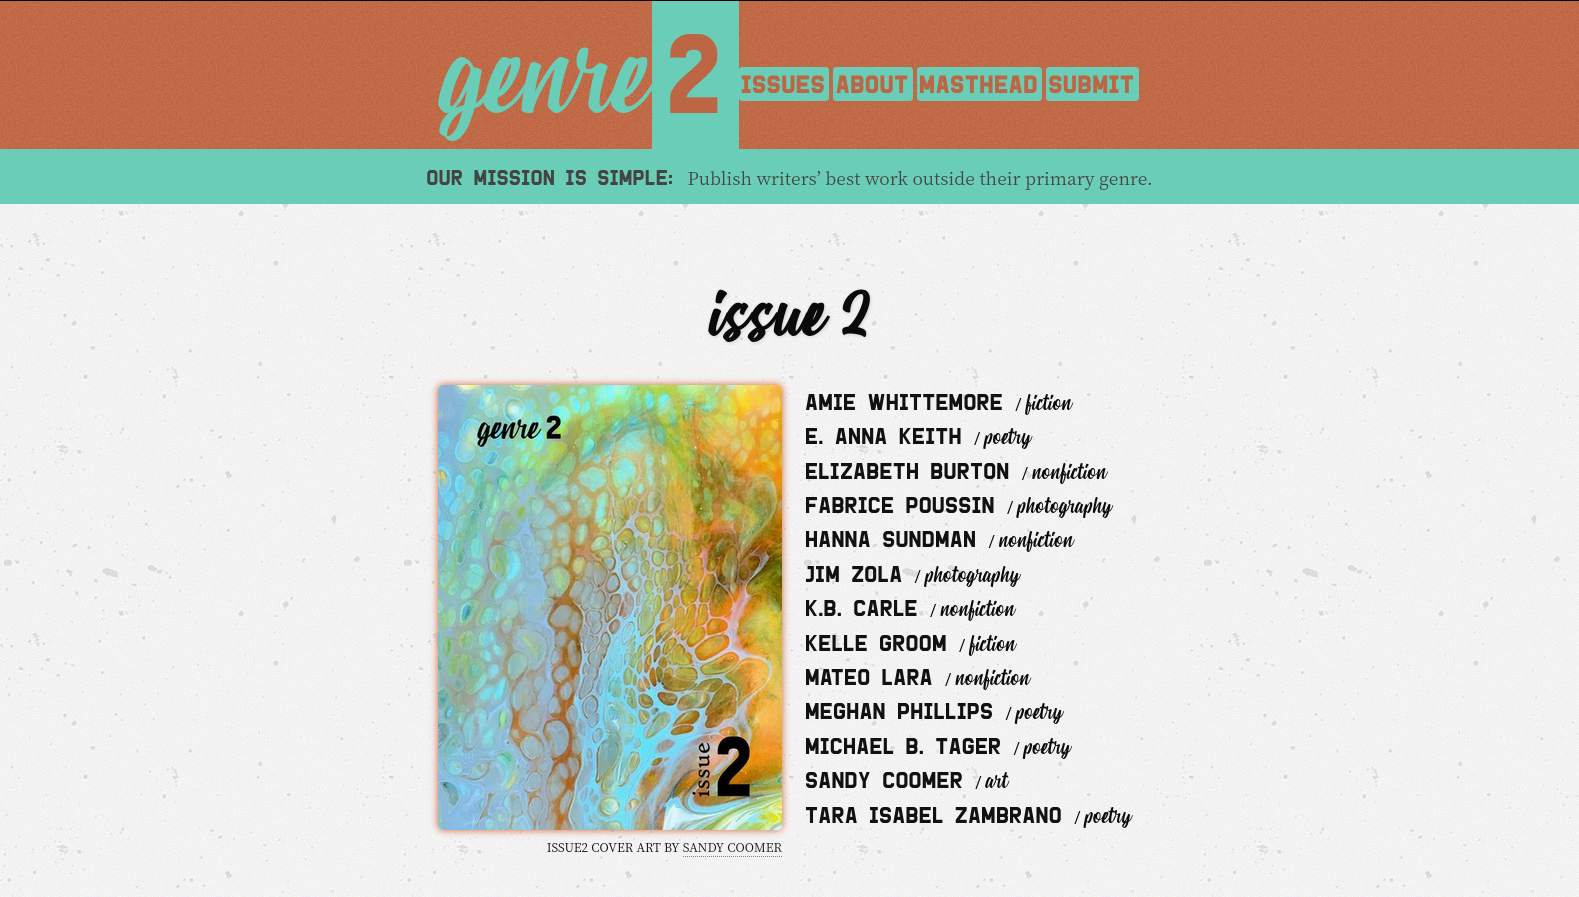 genre 2
ISSUES ABOUT MASTHEAD SUBMIT
OUR MISSION IS SIMPLE: Publish writers’ best work outside their primary genre.
issue 2
genre 2
issue 2
ISSUE2 COVER ART BY SANDY COOMER
AMIE WHITTEMORE / fiction
E. ANNA KEITH / poetry
ELIZABETH BURTON / nonfiction
FABRICE POUSSIN / photography
HANNA SUNDMAN / nonfiction
JIM ZOLA / photography
K.B. CARLE / nonfiction
KELLE GROOM / fiction
MATEO LARA / nonfiction
MEGHAN PHILLIPS / poetry
MICHAEL B. TAGER / poetry
SANDY COOMER / art
TARA ISABEL ZAMBRANO / poetry